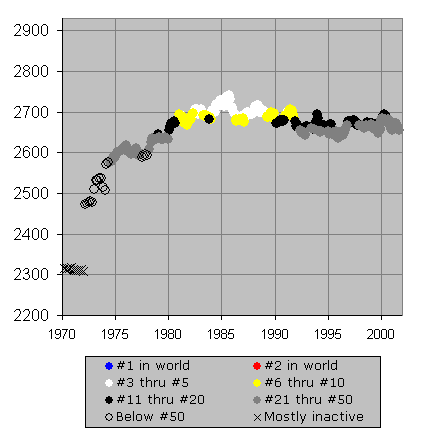 2900
2800
2700
2600
2500
2400
2300
2200
1970 1975 1980 1985 1990 1995 2000
#1 in world #2 in world
#3 thru #5 #6 thru #10
#11 thru #20 #21 thru #50
Below #50 Mostly inactive